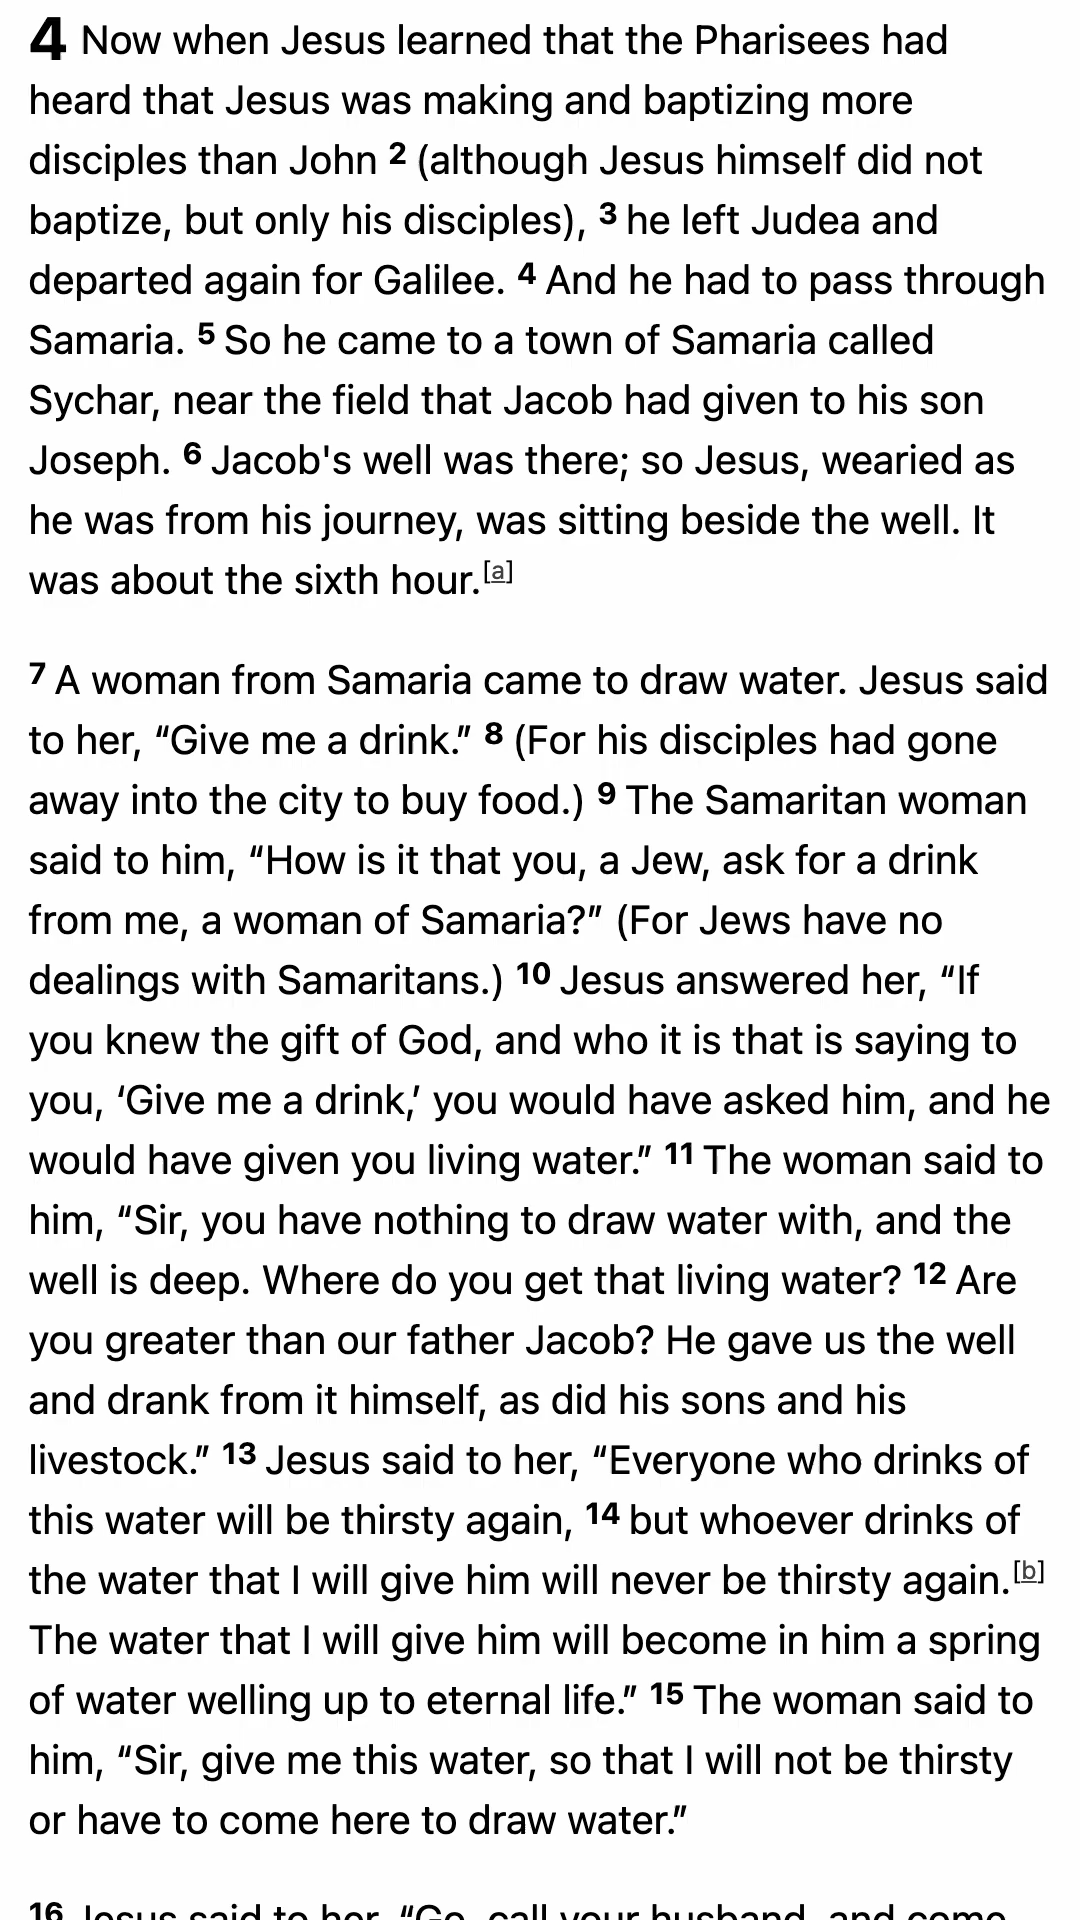 4 Now when Jesus learned that the Pharisees had
heard that Jesus was making and baptizing more
disciples than John 2 (although Jesus himself did not
baptize, but only his disciples), 3 he left Judea and
departed again for Galilee. 4 And he had to pass through
Samaria. 5 So he came to a town of Samaria called
Sychar, near the field that Jacob had given to his son
Joseph. 6 Jacob's well was there; so Jesus, wearied as
he was from his journey, was sitting beside the well. It
was about the sixth hour.[a]
7 A woman from Samaria came to draw water. Jesus said
to her, “Give me a drink.” 8 (For his disciples had gone
away into the city to buy food.) 9 The Samaritan woman
said to him, “How is it that you, a Jew, ask for a drink
from me, a woman of Samaria?” (For Jews have no
dealings with Samaritans.) 10 Jesus answered her, “If
you knew the gift of God, and who it is that is saying to
you, ‘Give me a drink,’ you would have asked him, and he
would have given you living water.” 11 The woman said to
him, “Sir, you have nothing to draw water with, and the
well is deep. Where do you get that living water? 12 Are
you greater than our father Jacob? He gave us the well
and drank from it himself, as did his sons and his
livestock.” 13 Jesus said to her, “Everyone who drinks of
this water will be thirsty again, 14 but whoever drinks of
the water that I will give him will never be thirsty again.[b]
The water that I will give him will become in him a spring
of water welling up to eternal life.” 15 The woman said to
him, “Sir, give me this water, so that I will not be thirsty
or have to come here to draw water.”
16 Jesus said to her, “Go, call your husband, and come